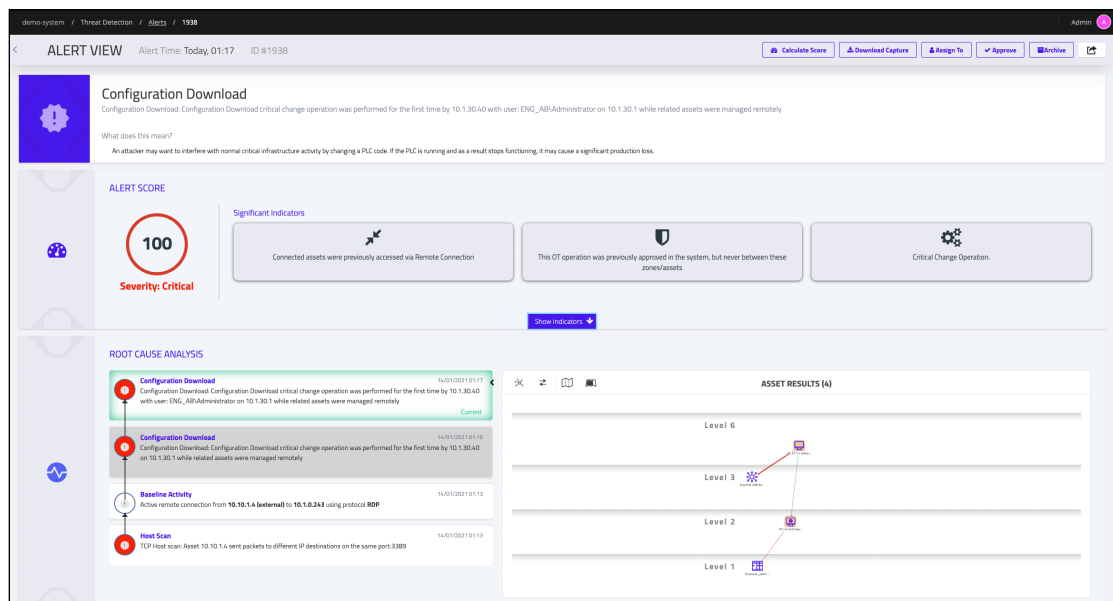 demo-system / Threat Detection / Alerts / 1938
Admin A
ALERT VIEW Alert Time: Today, 01:17 ID #1938
Calculate Score Download Capture Assign To Approve Archive
Configuration Download
Configuration Download: Configuration Download critical change operation was performed for the first time by 10.1.30.40 with user: ENG_AB\Administrator on 10.1.30.1 while related assets were managed remotely
What does this mean?
An attacker may want to interfere with normal critical infrastructure activity by changing a PLC code. If the PLC is running and as a result stops functioning, it may cause a significant production loss.
ALERT SCORE
100
Severity: Critical
Significant Indicators
Connected assets were previously accessed via Remote Connection
This OT operation was previously approved in the system, but never between these
zones/assets
Critical Change Operation.
Show Indicators
ROOT CAUSE ANALYSIS
Configuration Download 14/01/2021 01:17
Configuration Download: Configuration Download critical change operation was performed for the first time by 10.1.30.40
with user: ENG_AB\Administrator on 10.1.30.1 while related assets were managed remotely
Current
Configuration Download 14/01/2021 01:16
Configuration Download: Configuration Download critical change operation was performed for the first time by 10.1.30.40
on 10.1.30.1 while related assets were managed remotely
Baseline Activity 14/01/2021 01:13
Active remote connection from 10.10.1.4 (external) to 10.1.0.243 using protocol RDP
Host Scan 14/01/2021 01:13
TCP Host scan: Asset 10.10.1.4 sent packets to different IP destinations on the same port:3389
ASSET RESULTS (4)
Level 6
Level 3
Level 2
Level 1